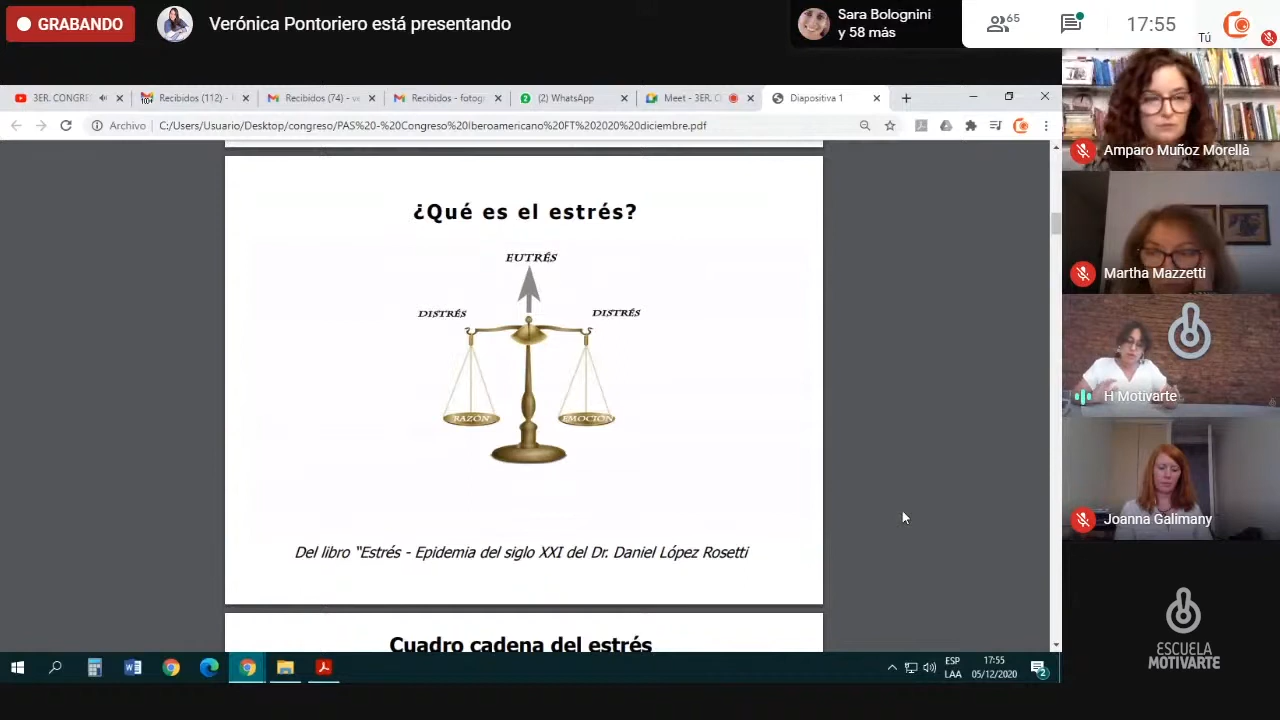 GRABANDO
Verónica Pontoriero está presentando
Sara Bolognini
y 58 más
65
17:55
Tú
3ER. CONGRE
Recibidos (112) -
Recibidos (74) - ve
Recibidos - fotog
(2) WhatsApp
Meet - 3ER. C
Diapositiva 1
Archivo
C:/Users/Usuario/Desktop/congreso/PAS%20-%20Congreso%20Iberoamericano%20FT%202020%20diciembre.pdf
¿Qué es el estrés?
EUTRÉS
DISTRÉS
DISTRÉS
RAZÓN
EMOCIÓN
Del libro “Estrés - Epidemia del siglo XXI del Dr. Daniel López Rosetti
Cuadro cadena del estrés
Amparo Muñoz Morellà
Martha Mazzetti
H Motivarte
Joanna Galimany
ESCUELA
MOTIVARTE
ESP
LAA
17:55
05/12/2020
2